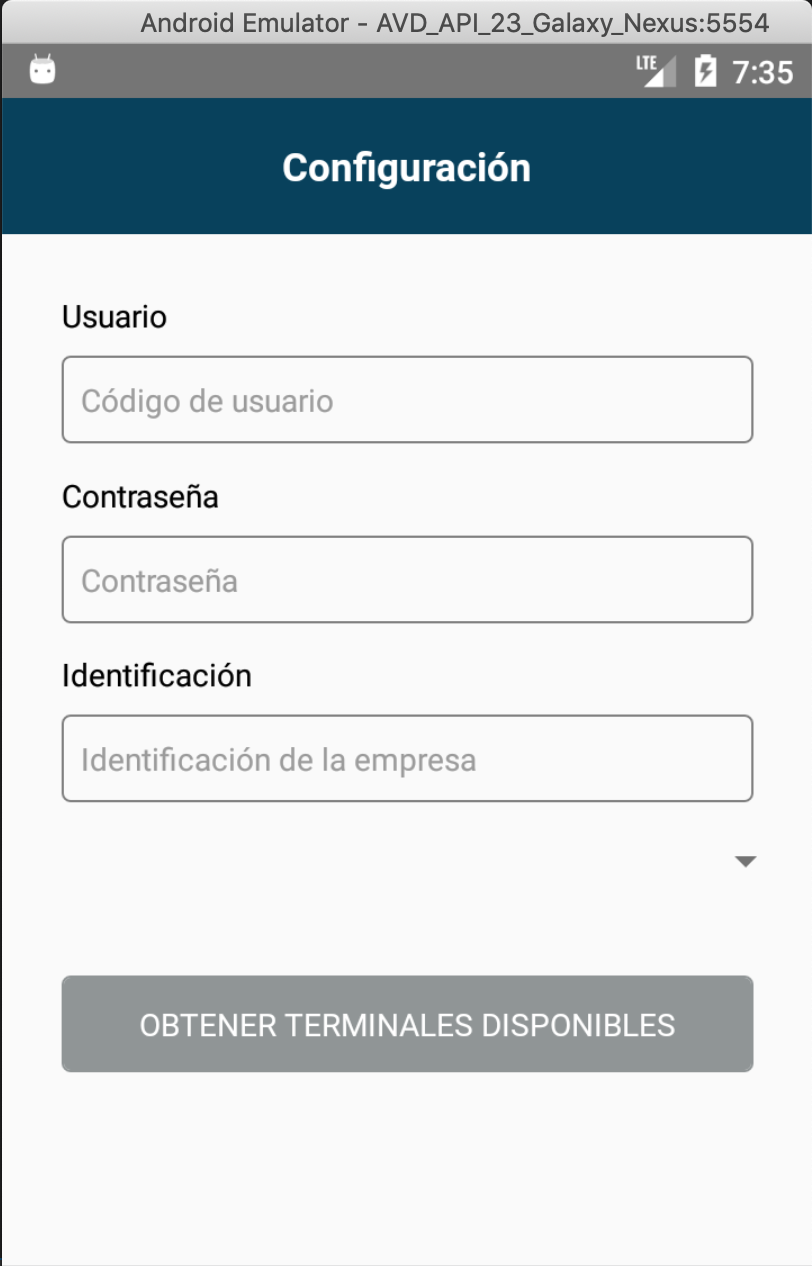 Android Emulator - AVD_API_23_Galaxy_Nexus:5554
LTE 7:35
Configuración
Usuario
Código de usuario
Contraseña
Contraseña
Identificación
Identificación de la empresa
OBTENER TERMINALES DISPONIBLES